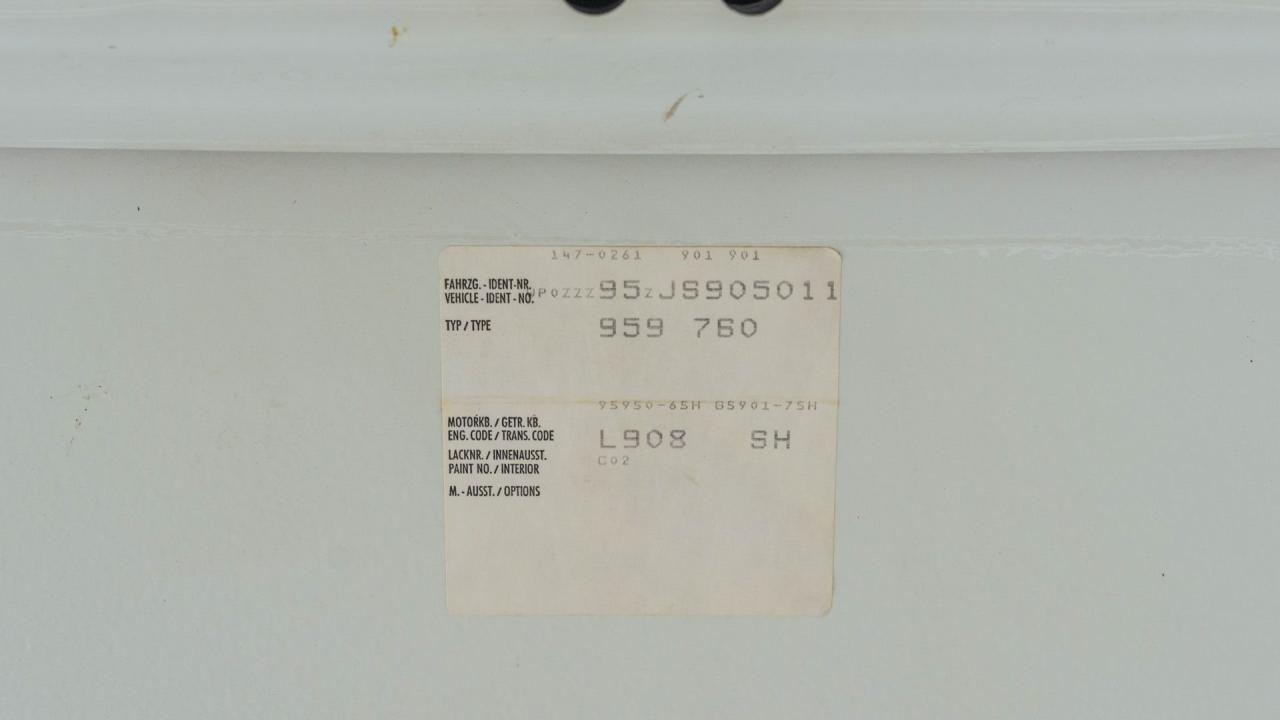 147-0261 901 901
FAHRZG. - IDENT-NR.
VEHICLE - IDENT - NO. WP0ZZZ95ZJS905011
TYP / TYPE 959 760
95950-65H G5901-75H
MOTORKB. / GETR. KB.
ENG. CODE / TRANS. CODE L908 SH
LACKNR. / INNENAUSST. C02
PAINT NO. / INTERIOR
M. - AUSST. / OPTIONS